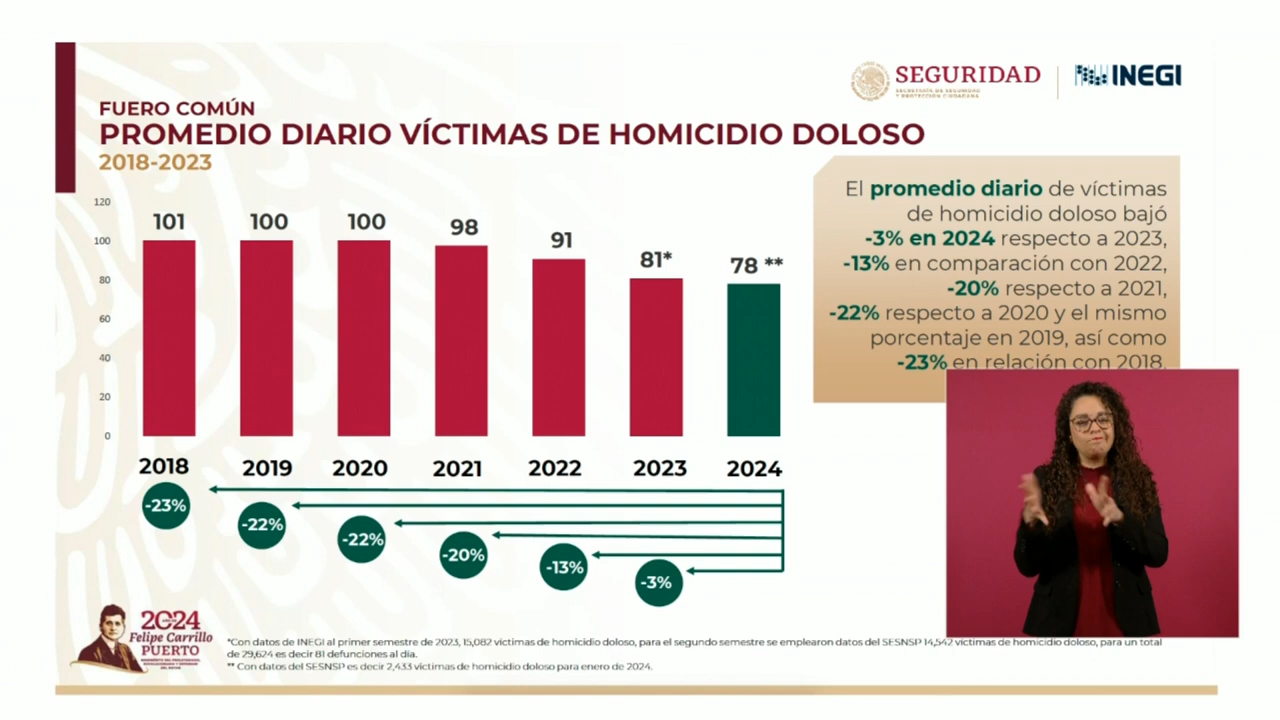 SEGURIDAD
SECRETARÍA DE SEGURIDAD
Y PROTECCIÓN CIUDADANA
INEGI
FUERO COMÚN
PROMEDIO DIARIO VÍCTIMAS DE HOMICIDIO DOLOSO
2018-2023
El promedio diario de víctimas
de homicidio doloso bajó
-3% en 2024 respecto a 2023,
-13% en comparación con 2022,
-20% respecto a 2021,
-22% respecto a 2020 y el mismo
porcentaje en 2019, así como
-23% en relación con 2018.
120
100
80
60
40
20
0
101
100
100
98
91
81*
78 **
2018
2019
2020
2021
2022
2023
2024
-23%
-22%
-22%
-20%
-13%
-3%
2024
Felipe Carrillo
PUERTO
*Con datos de INEGI al primer semestre de 2023, 15,082 víctimas de homicidio doloso, para el segundo semestre se emplearon datos del SESNSP 14,542 víctimas de homicidio doloso, para un total
de 29,624 es decir 81 defunciones al día.
** Con datos del SESNSP es decir 2,433 víctimas de homicidio doloso para enero de 2024.